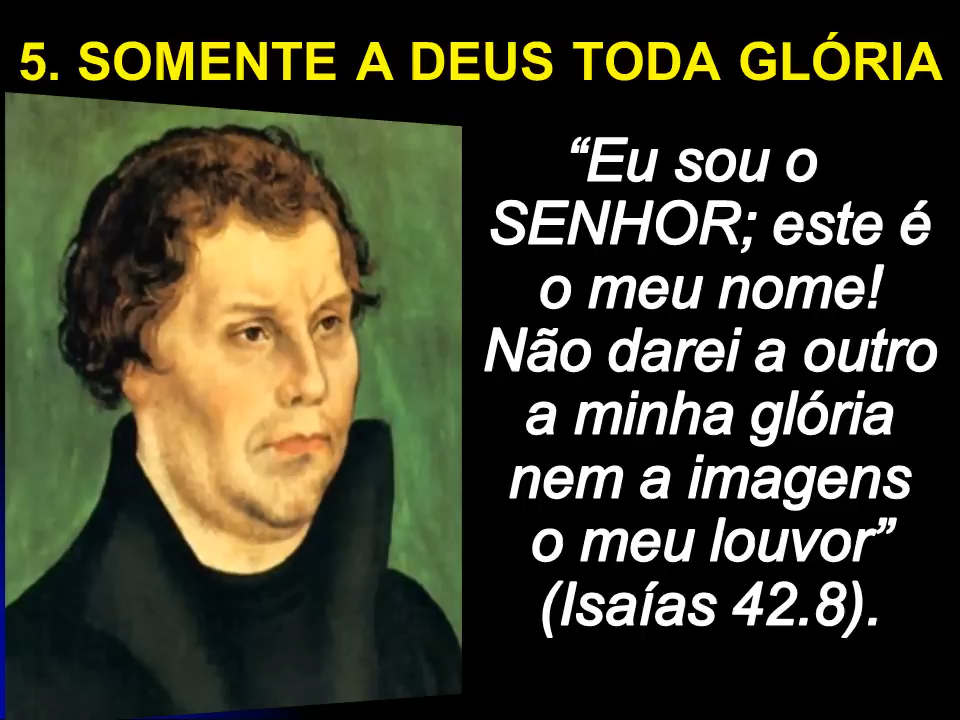 5. SOMENTE A DEUS TODA GLÓRIA
“Eu sou o
SENHOR; este é
o meu nome!
Não darei a outro
a minha glória
nem a imagens
o meu louvor”
(Isaías 42.8).